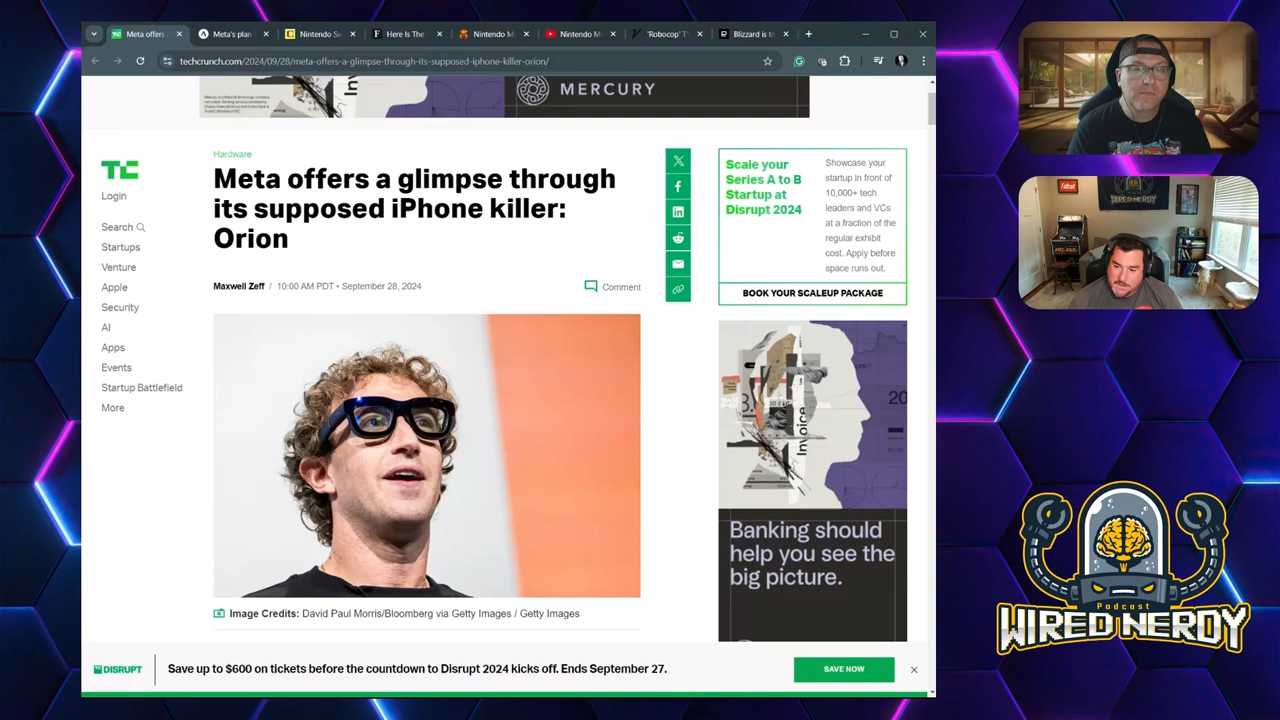 Meta offers
Meta's plan
Nintendo Sw
Here Is The
Nintendo M
Nintendo M
'Robocop' T
Blizzard is t
techcrunch.com/2024/09/28/meta-offers-a-glimpse-through-its-supposed-iphone-killer-orion/
MERCURY
TC
Login
Search
Startups
Venture
Apple
Security
AI
Apps
Events
Startup Battlefield
More
Hardware
Meta offers a glimpse through
its supposed iPhone killer:
Orion
Maxwell Zeff / 10:00 AM PDT • September 28, 2024
Comment
Image Credits: David Paul Morris/Bloomberg via Getty Images / Getty Images
Scale your
Series A to B
Startup at
Disrupt 2024
Showcase your
startup in front of
10,000+ tech
leaders and VCs
at a fraction of the
regular exhibit
cost. Apply before
space runs out.
BOOK YOUR SCALEUP PACKAGE
Invoice
20
Banking should
help you see the
big picture.
DISRUPT
Save up to $600 on tickets before the countdown to Disrupt 2024 kicks off. Ends September 27.
SAVE NOW
Fallout
WIRED NERDY
Podcast
WIRED NERDY